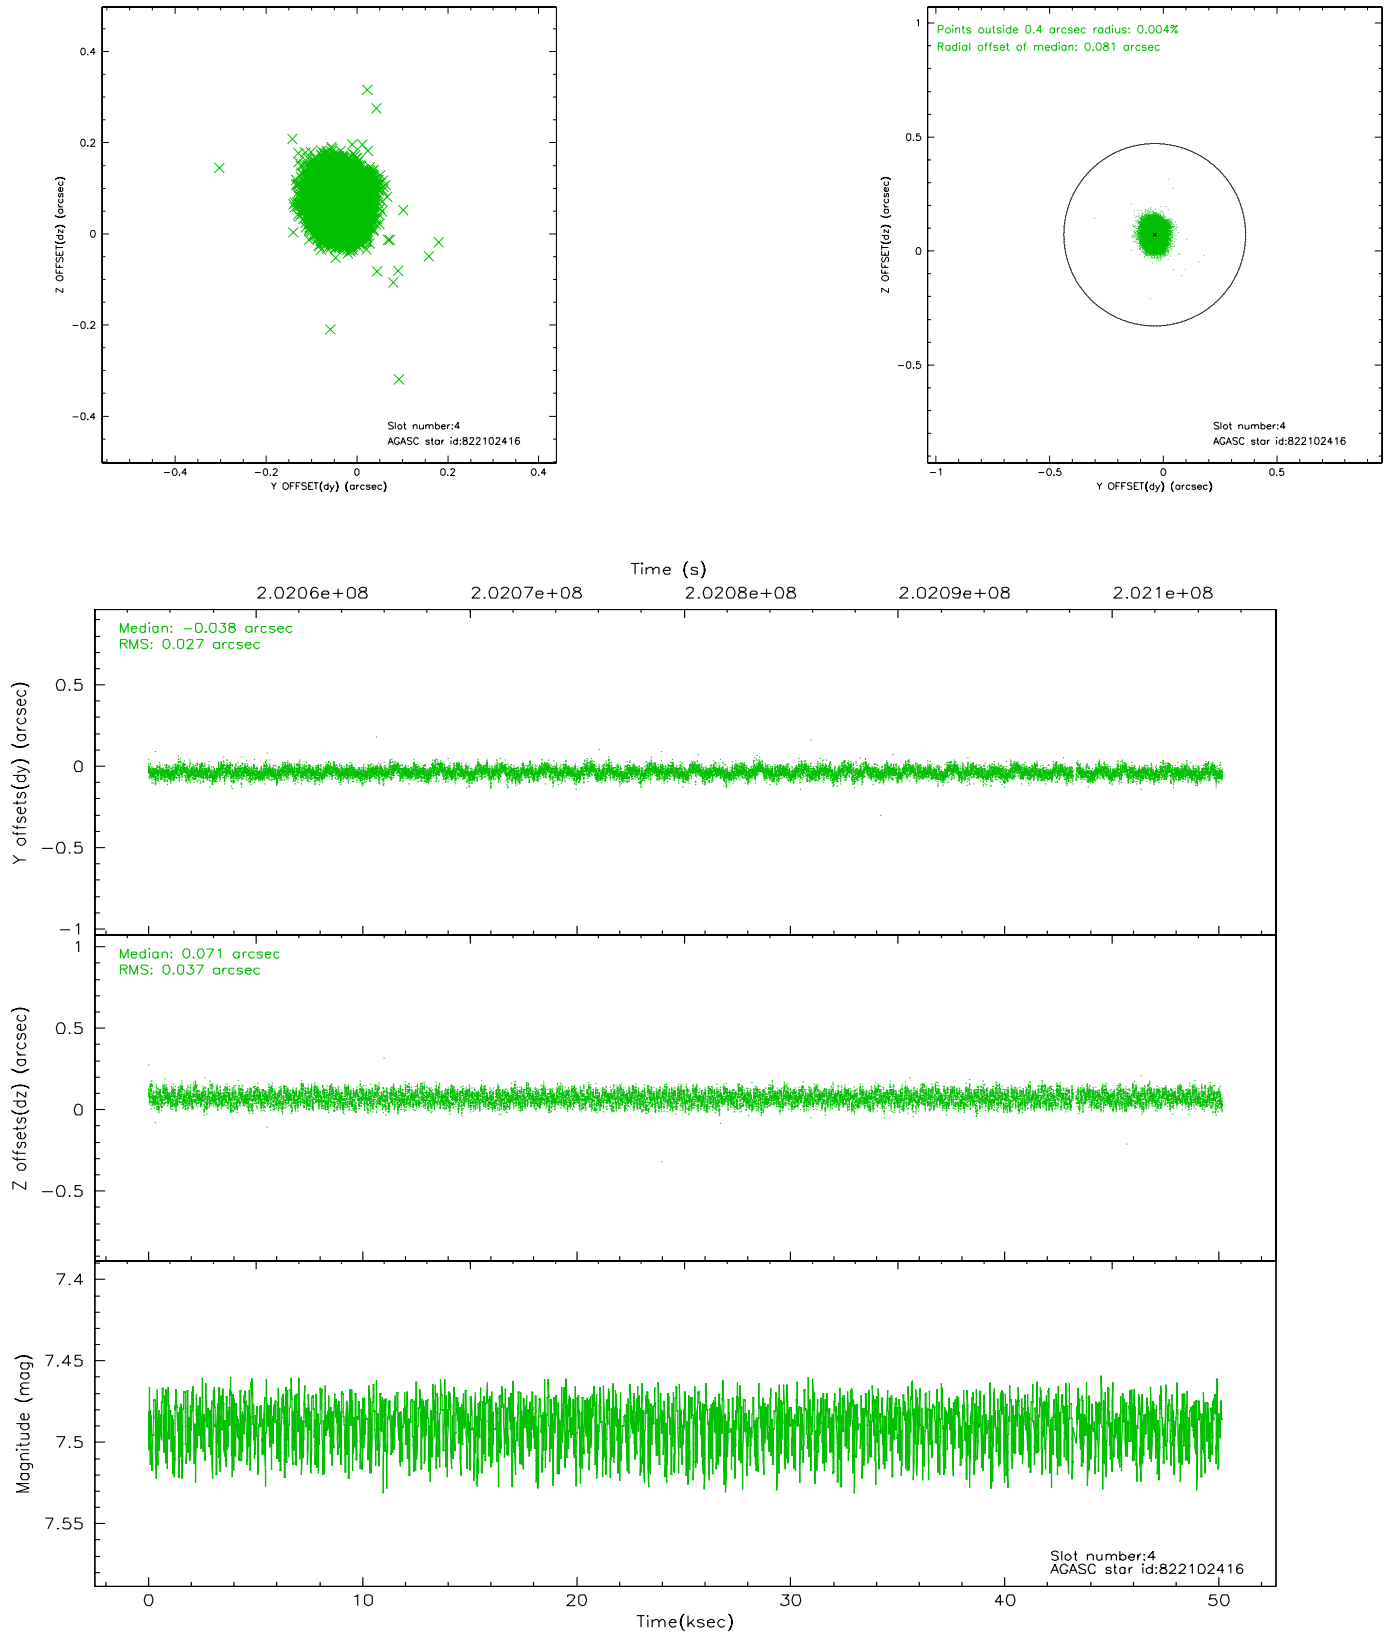 0.4
0.2
0
−0.2
−0.4
Z OFFSET(dz) (arcsec)
Slot number:4
AGASC star id:822102416
−0.4
−0.2
0
0.2
0.4
Y OFFSET(dy) (arcsec)
Points outside 0.4 arcsec radius: 0.004%
Radial offset of median: 0.081 arcsec
1
0.5
0
−0.5
Z OFFSET(dz) (arcsec)
Slot number:4
AGASC star id:822102416
−1
−0.5
0
0.5
Y OFFSET(dy) (arcsec)
Time (s)
2.0206e+08
2.0207e+08
2.0208e+08
2.0209e+08
2.021e+08
Median: −0.038 arcsec
RMS: 0.027 arcsec
0.5
0
−0.5
−1
Y offsets(dy) (arcsec)
Median: 0.071 arcsec
RMS: 0.037 arcsec
1
0.5
0
−0.5
Z offsets(dz) (arcsec)
7.4
7.45
7.5
7.55
Magnitude (mag)
Slot number:4
AGASC star id:822102416
0
10
20
30
40
50
Time(ksec)